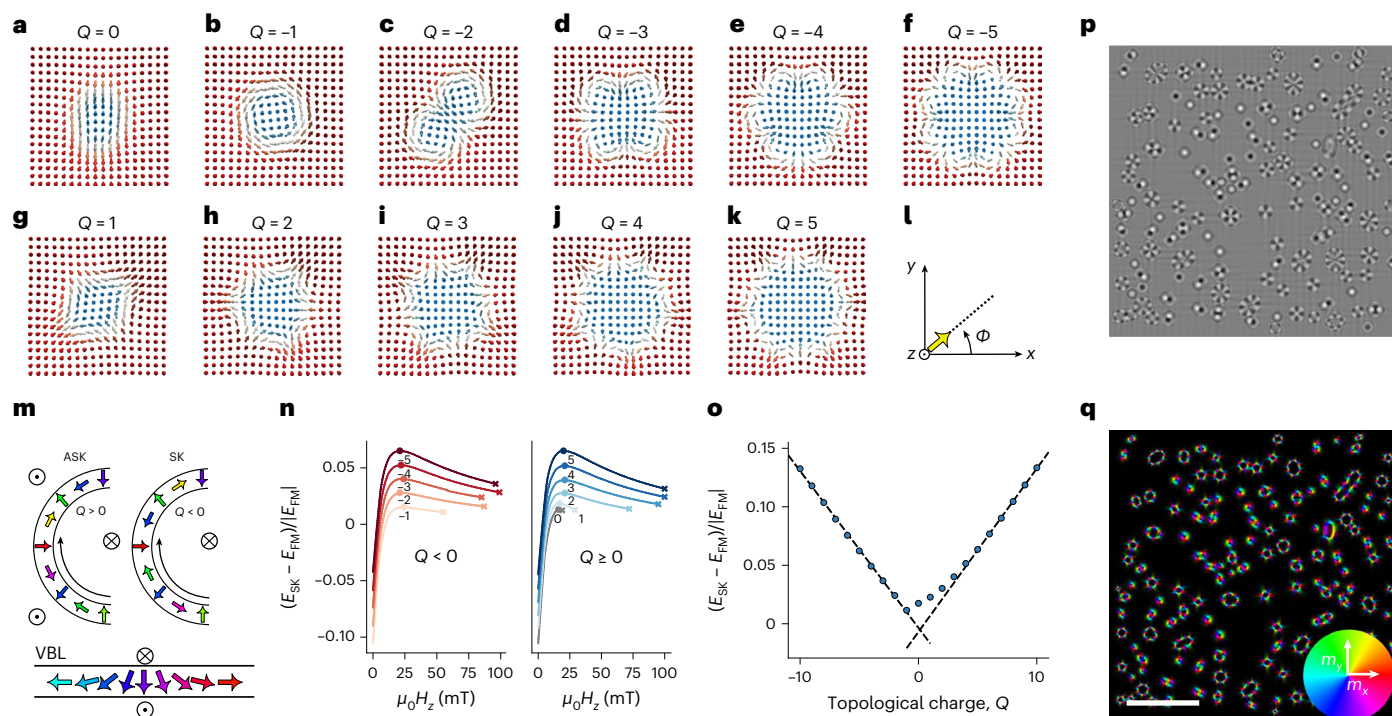 a b c d e f p
Q = 0 Q = –1 Q = –2 Q = –3 Q = –4 Q = –5
g h i j k l
Q = 1 Q = 2 Q = 3 Q = 4 Q = 5
y
Φ
z x
m n o q
ASK SK
Q > 0 Q < 0
VBL
(E_SK – E_FM)/|E_FM|
0.05
0
–0.05
–0.10
–5
–4
–3
–2
–1
Q < 0
0 25 50 75 100
μ₀H_z (mT)
5
4
3
2
0 1
Q ≥ 0
0 25 50 75 100
μ₀H_z (mT)
(E_SK – E_FM)/|E_FM|
0.15
0.10
0.05
0
–10 0 10
Topological charge, Q
m_y
m_x